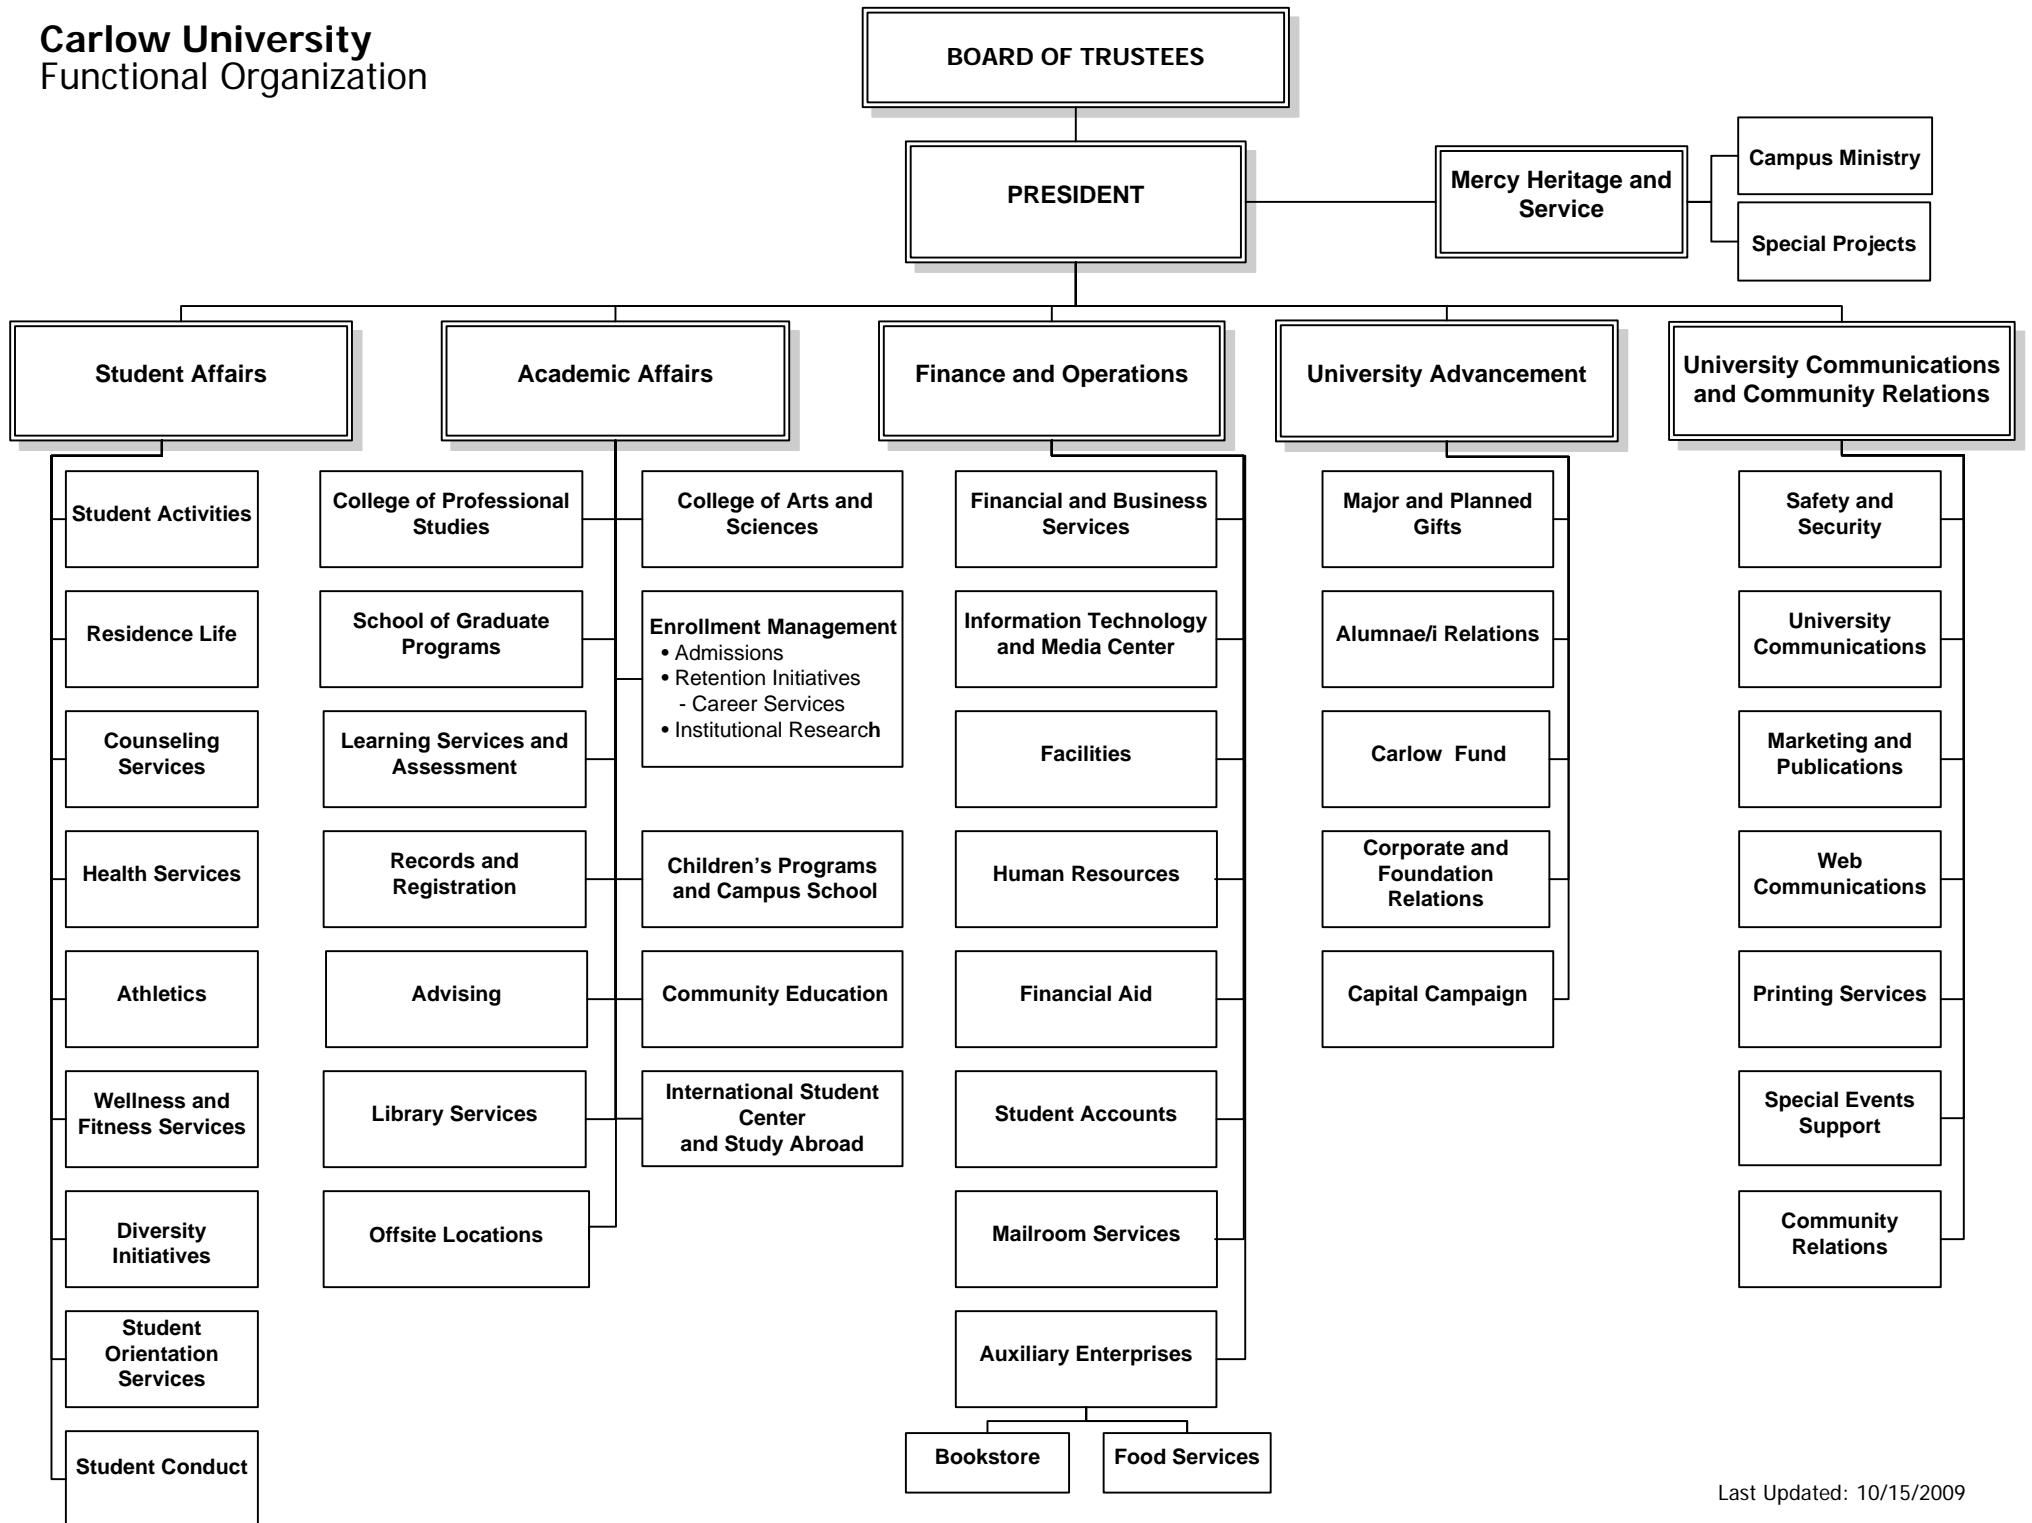 Carlow University
Functional Organization
BOARD OF TRUSTEES
PRESIDENT
Mercy Heritage and
Service
Campus Ministry
Special Projects
Student Affairs
Academic Affairs
Finance and Operations
University Advancement
University Communications
and Community Relations
Student Activities
Residence Life
Counseling
Services
Health Services
Athletics
Wellness and
Fitness Services
Diversity
Initiatives
Student
Orientation
Services
Student Conduct
College of Professional
Studies
School of Graduate
Programs
Learning Services and
Assessment
Records and
Registration
Advising
Library Services
Offsite Locations
College of Arts and
Sciences
Enrollment Management
• Admissions
• Retention Initiatives
- Career Services
• Institutional Research
Children’s Programs
and Campus School
Community Education
International Student
Center
and Study Abroad
Financial and Business
Services
Information Technology
and Media Center
Facilities
Human Resources
Financial Aid
Student Accounts
Mailroom Services
Auxiliary Enterprises
Bookstore
Food Services
Major and Planned
Gifts
Alumnae/i Relations
Carlow Fund
Corporate and
Foundation
Relations
Capital Campaign
Safety and
Security
University
Communications
Marketing and
Publications
Web
Communications
Printing Services
Special Events
Support
Community
Relations
Last Updated: 10/15/2009